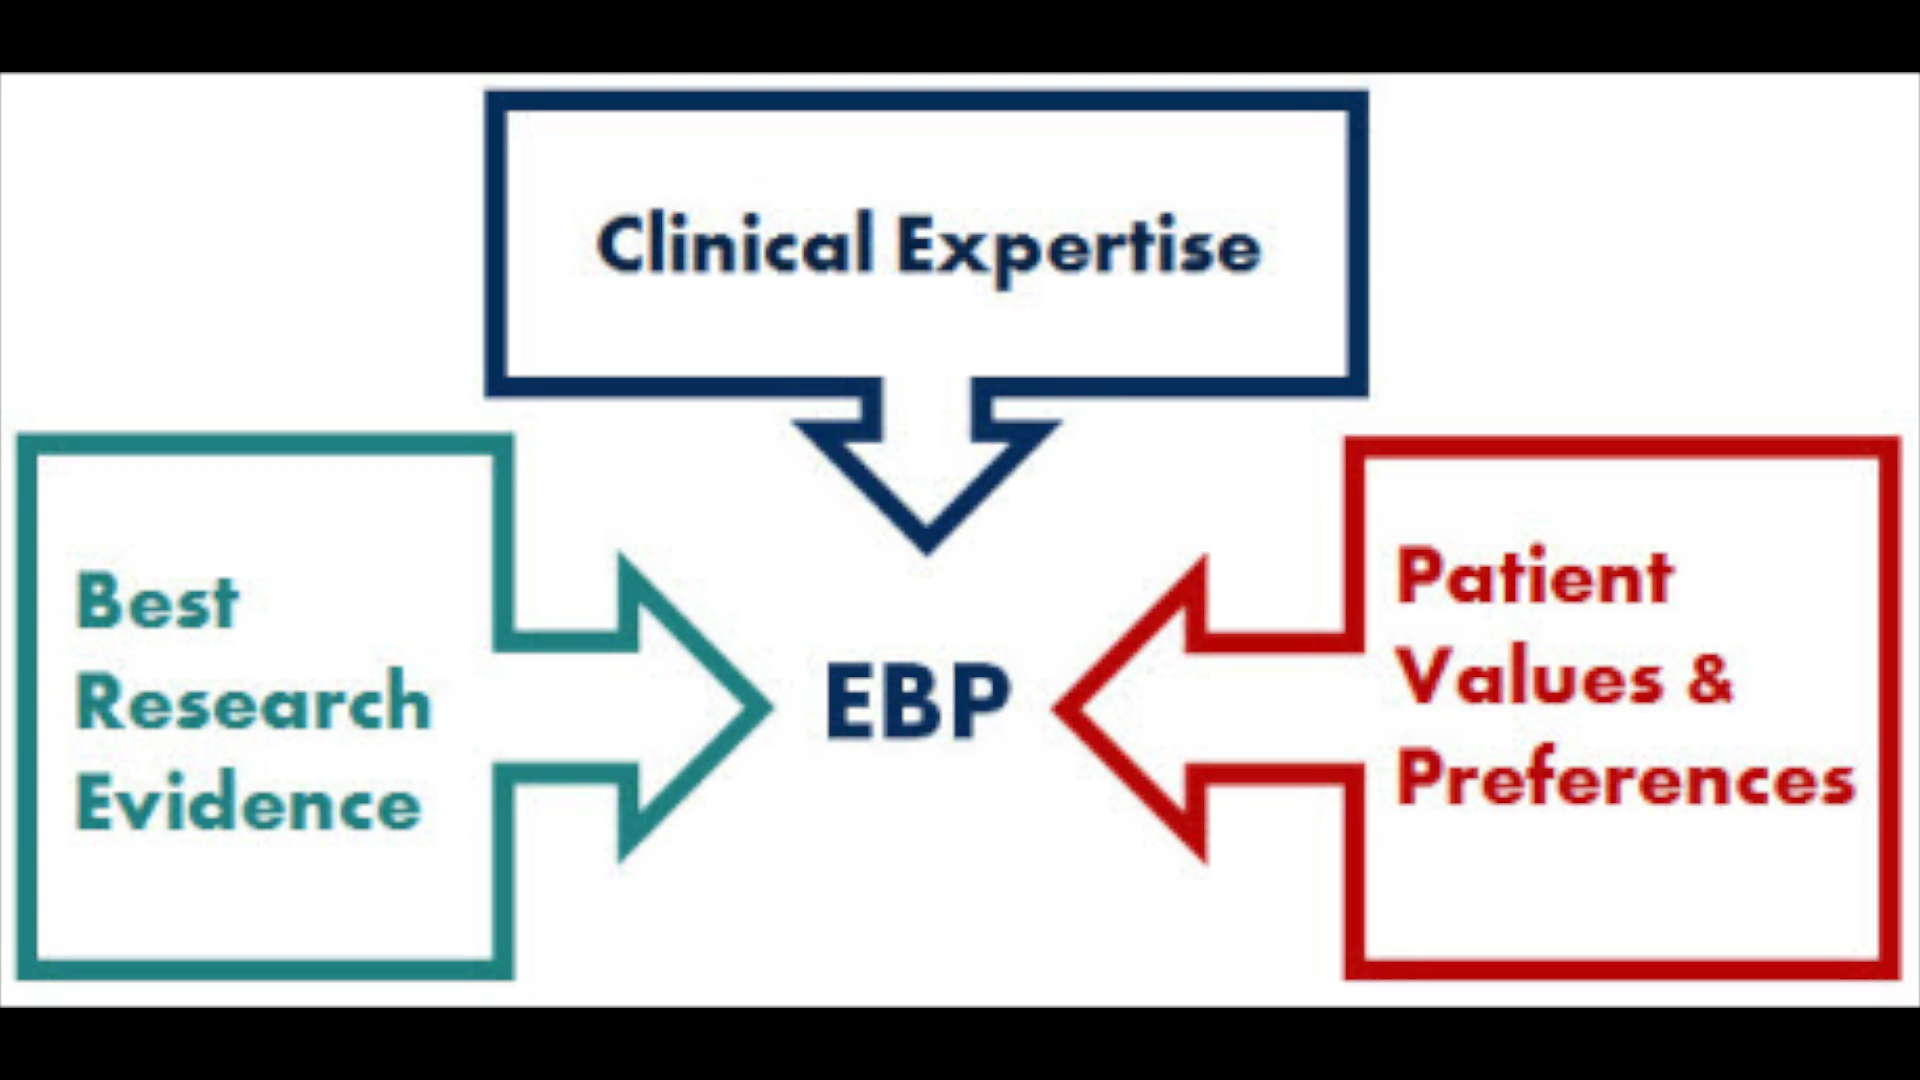 Clinical Expertise
Best
Research
Evidence
EBP
Patient
Values &
Preferences